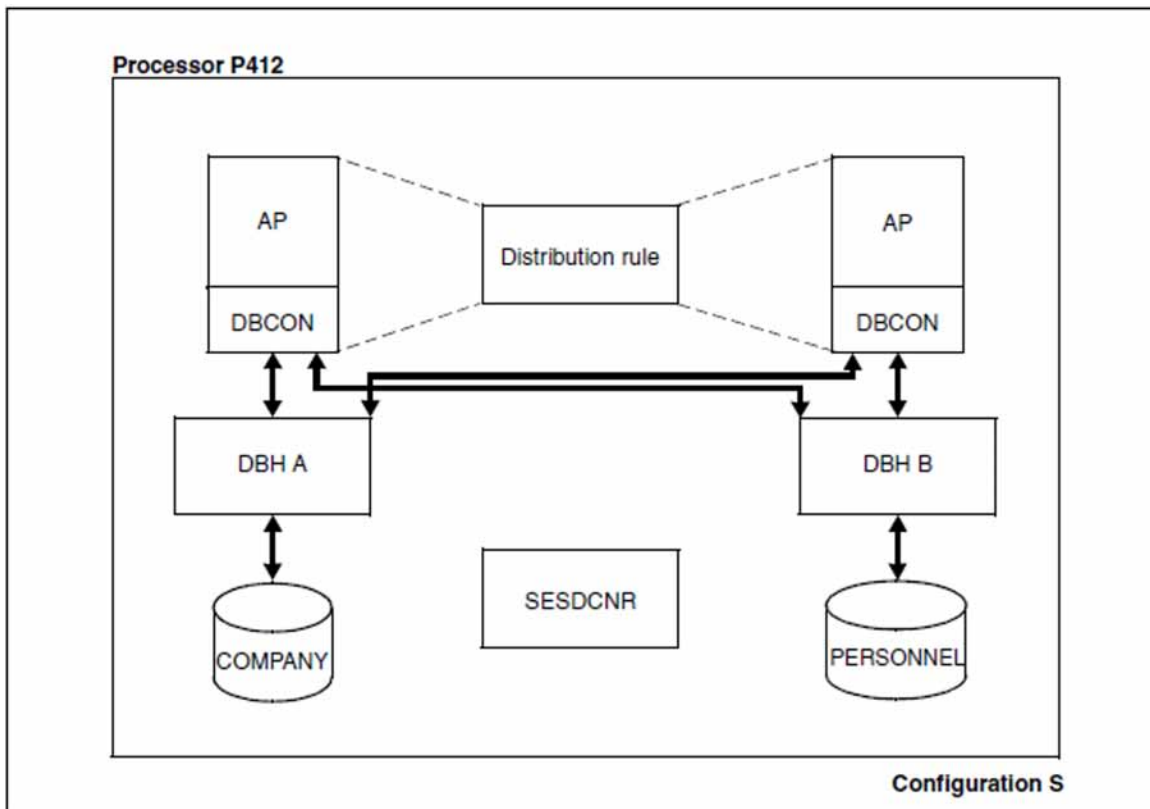 Processor P412
AP
AP
Distribution rule
DBCON
DBCON
DBH A
DBH B
SESDCNR
COMPANY
PERSONNEL
Configuration S